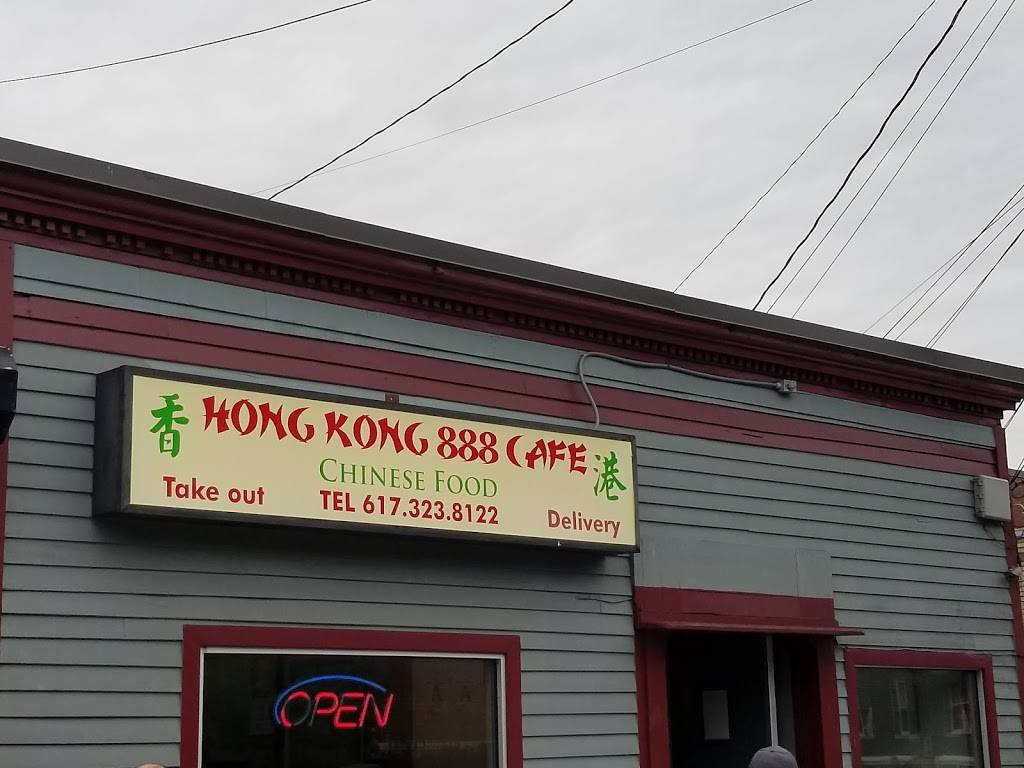 香 HONG KONG 888 CAFE 港
CHINESE FOOD
Take out TEL 617.323.8122 Delivery
OPEN